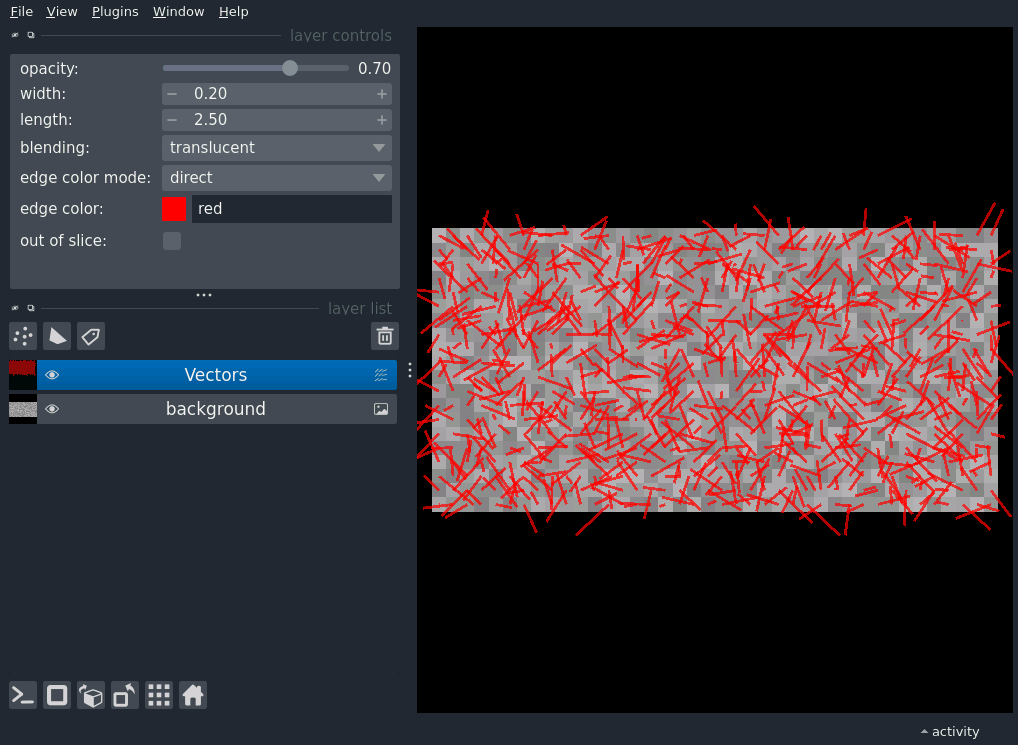 File View Plugins Window Help
layer controls
opacity: 0.70
width: 0.20
length: 2.50
blending: translucent
edge color mode: direct
edge color: red
out of slice:
layer list
Vectors
background
activity